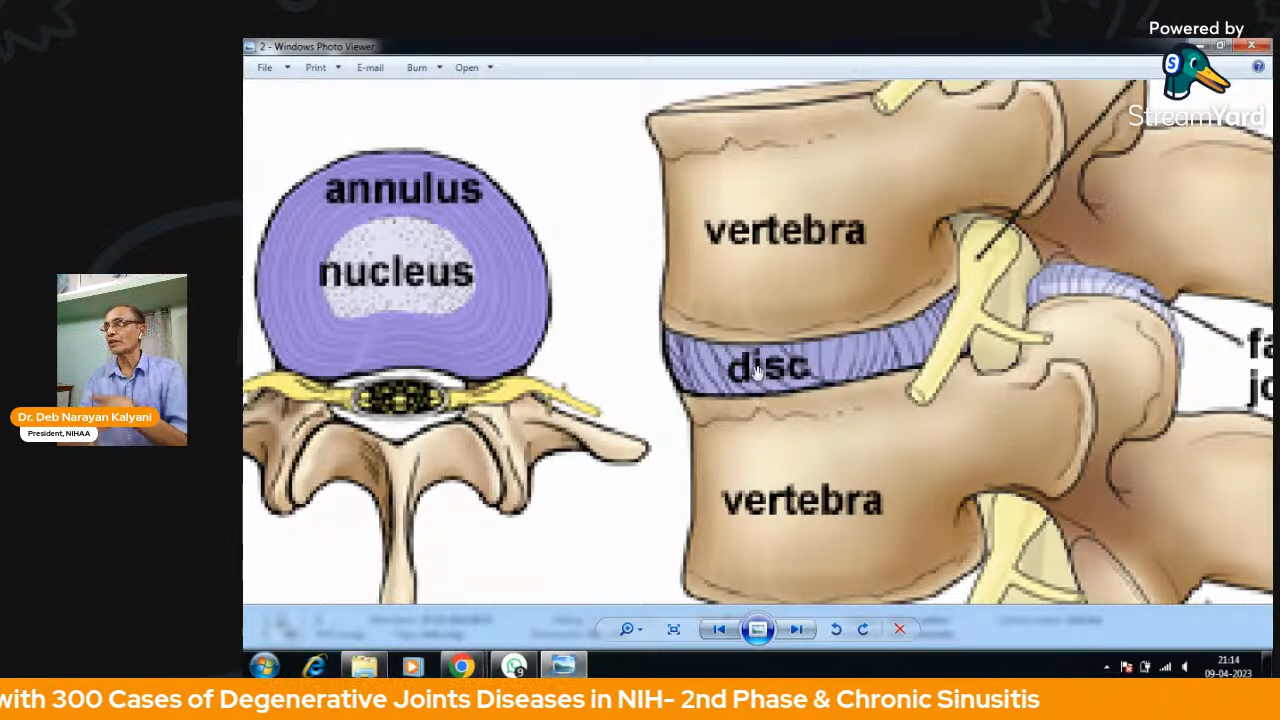 Powered by
StreamYard
2 - Windows Photo Viewer
File Print E-mail Burn Open
annulus
nucleus
vertebra
disc
vertebra
fa
jo
Dr. Deb Narayan Kalyani
President, NIHAA
21:14
09-04-2023
with 300 Cases of Degenerative Joints Diseases in NIH- 2nd Phase & Chronic Sinusitis